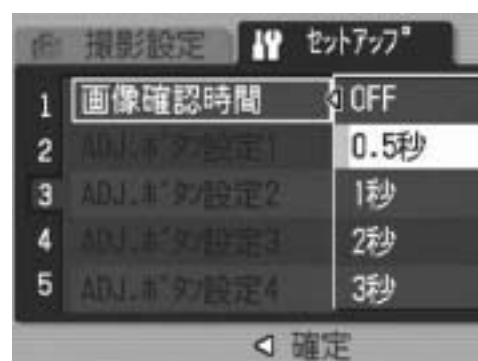 撮影設定 セットアップ
1 画像確認時間 OFF
2 ADJ.ボタン設定1 0.5秒
3 ADJ.ボタン設定2 1秒
4 ADJ.ボタン設定3 2秒
5 ADJ.ボタン設定4 3秒
確定